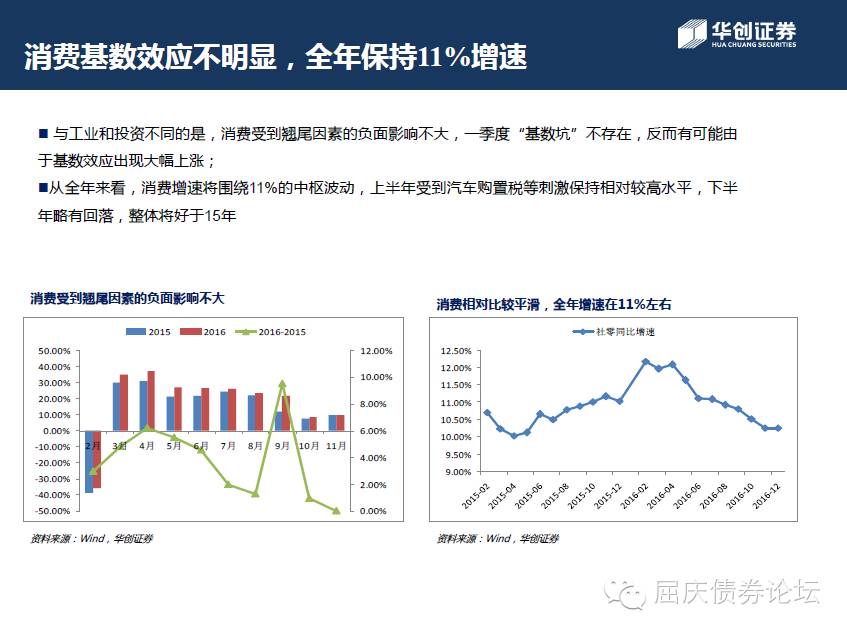 消费基数效应不明显，全年保持11%增速
华创证券
HUA CHUANG SECURITIES
■ 与工业和投资不同的是，消费受到翘尾因素的负面影响不大，一季度“基数坑”不存在，反而有可能由
于基数效应出现大幅上涨；
■从全年来看，消费增速将围绕11%的中枢波动，上半年受到汽车购置税等刺激保持相对较高水平，下半
年略有回落，整体将好于15年
消费受到翘尾因素的负面影响不大
2015 2016 2016-2015
50.00%
40.00%
30.00%
20.00%
10.00%
0.00%
-10.00%
-20.00%
-30.00%
-40.00%
-50.00%
12.00%
10.00%
8.00%
6.00%
4.00%
2.00%
0.00%
2月 3月 4月 5月 6月 7月 8月 9月 10月 11月
资料来源：Wind，华创证券
消费相对比较平滑，全年增速在11%左右
社零同比增速
12.50%
12.00%
11.50%
11.00%
10.50%
10.00%
9.50%
9.00%
2015-02 2015-04 2015-06 2015-08 2015-10 2015-12 2016-02 2016-04 2016-06 2016-08 2016-10 2016-12
资料来源：Wind，华创证券
屈庆债券论坛